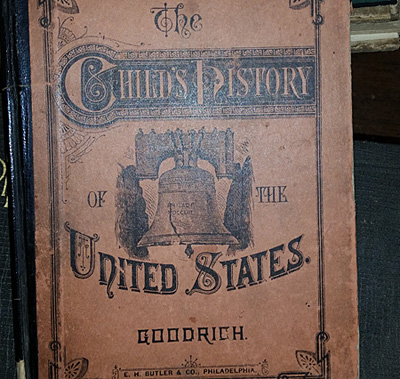 The
CHILD'S HISTORY
OF THE
UNITED STATES.
GOODRICH.
E. H. BUTLER & CO., PHILADELPHIA.